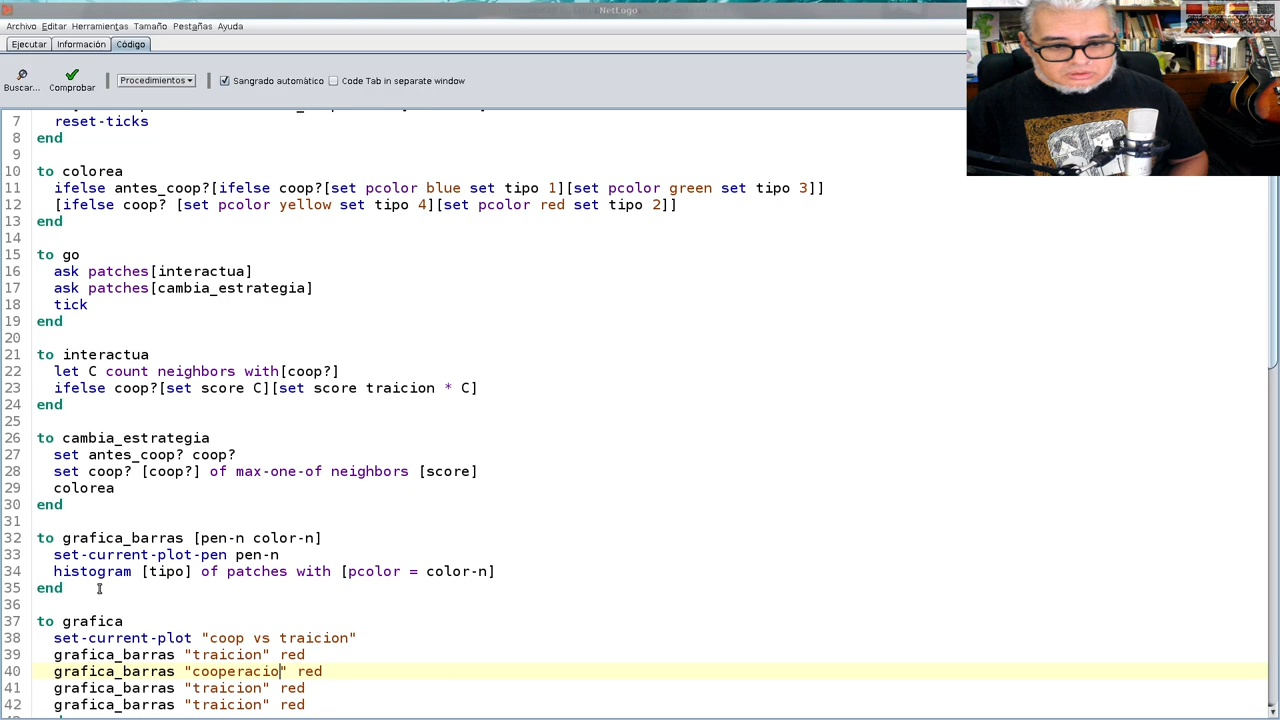 NetLogo
Archivo Editar Herramientas Tamaño Pestañas Ayuda
Ejecutar Información Código
Buscar... Comprobar Procedimientos Sangrado automático Code Tab in separate window
7 reset-ticks
8 end
9
10 to colorea
11 ifelse antes_coop?[ifelse coop?[set pcolor blue set tipo 1][set pcolor green set tipo 3]]
12 [ifelse coop? [set pcolor yellow set tipo 4][set pcolor red set tipo 2]]
13 end
14
15 to go
16 ask patches[interactua]
17 ask patches[cambia_estrategia]
18 tick
19 end
20
21 to interactua
22 let C count neighbors with[coop?]
23 ifelse coop?[set score C][set score traicion * C]
24 end
25
26 to cambia_estrategia
27 set antes_coop? coop?
28 set coop? [coop?] of max-one-of neighbors [score]
29 colorea
30 end
31
32 to grafica_barras [pen-n color-n]
33 set-current-plot-pen pen-n
34 histogram [tipo] of patches with [pcolor = color-n]
35 end
36
37 to grafica
38 set-current-plot "coop vs traicion"
39 grafica_barras "traicion" red
40 grafica_barras "cooperacio" red
41 grafica_barras "traicion" red
42 grafica_barras "traicion" red